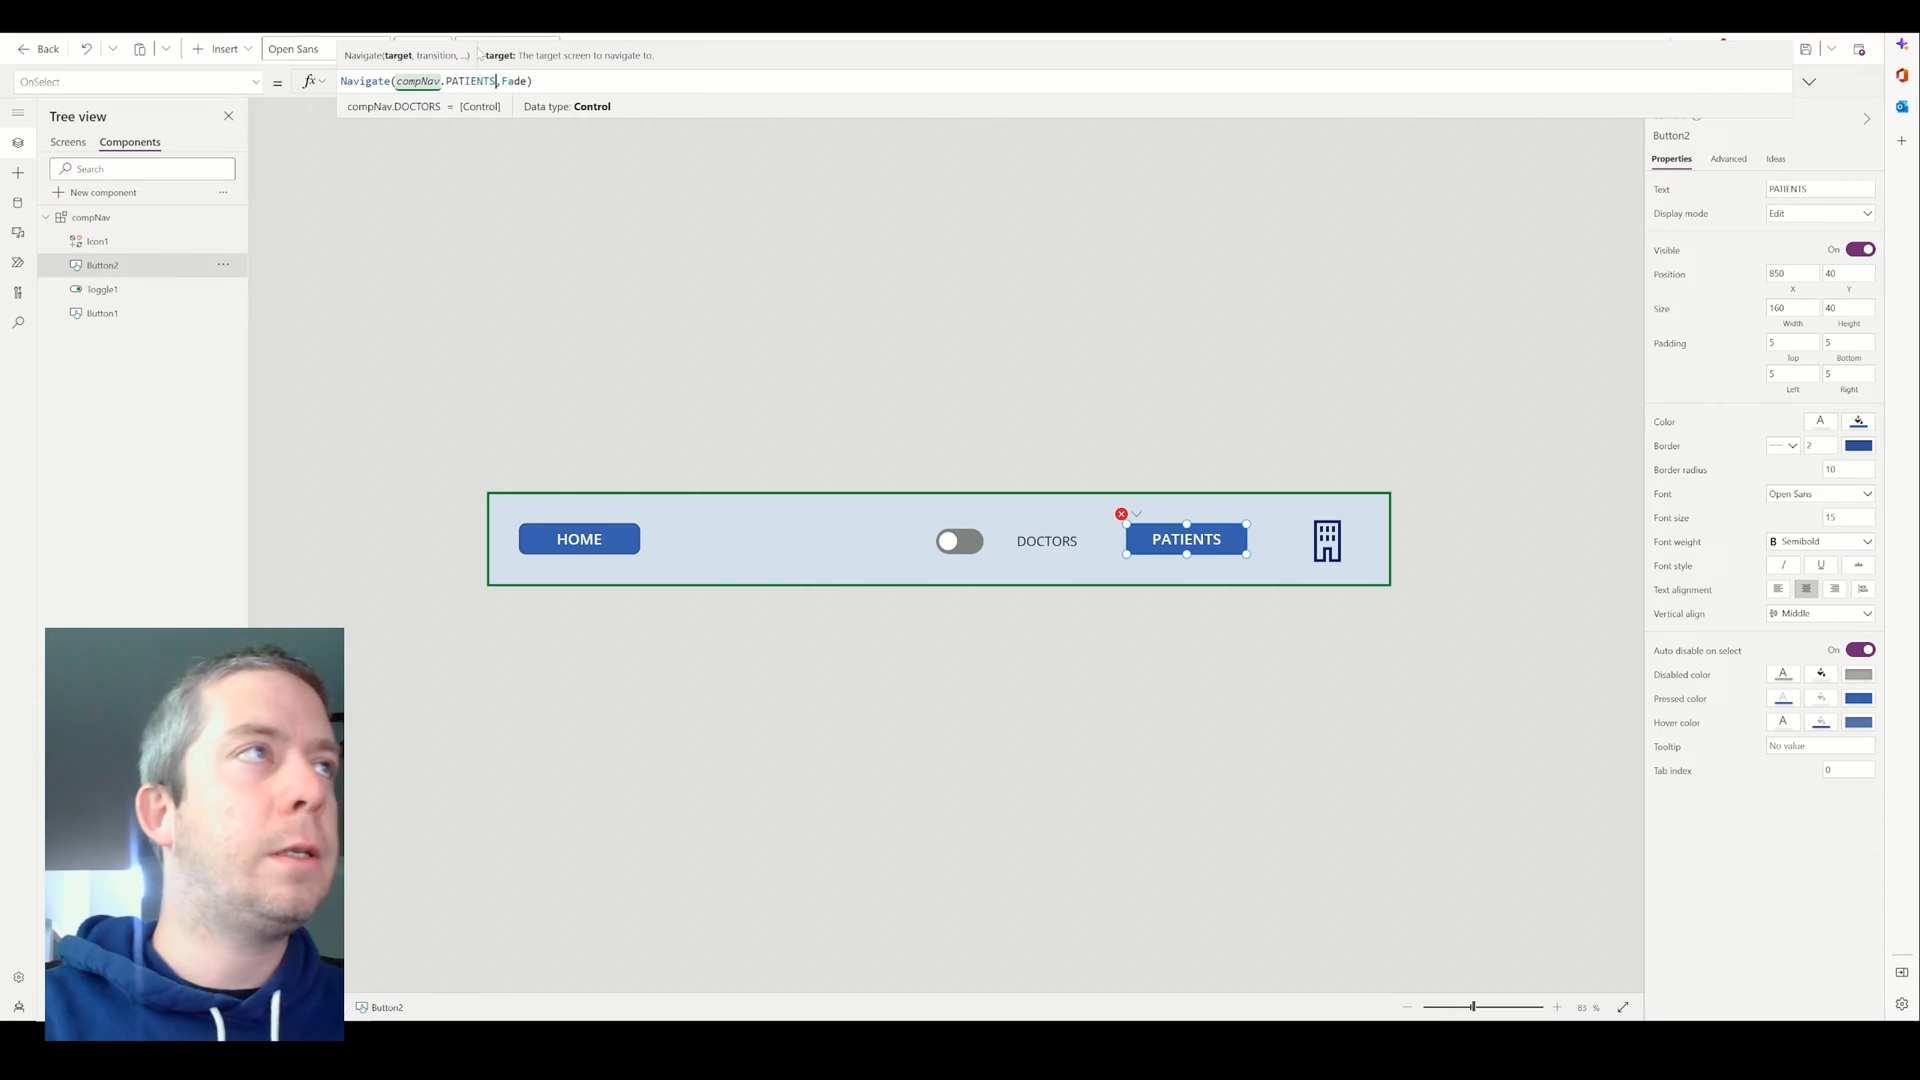 Back
Insert
Open Sans
Navigate(target, transition, ...) target: The target screen to navigate to.
OnSelect
=
fx
Navigate(compNav.PATIENTS,Fade)
compNav.DOCTORS = [Control] Data type: Control
Tree view
Screens Components
Search
New component
compNav
Icon1
Button2
Toggle1
Button1
HOME
DOCTORS
PATIENTS
Button2
83 %
Button2
Properties Advanced Ideas
Text PATIENTS
Display mode Edit
Visible On
Position 850 40
X Y
Size 160 40
Width Height
Padding 5 5
Top Bottom
5 5
Left Right
Color A
Border 2
Border radius 10
Font Open Sans
Font size 15
Font weight B Semibold
Font style / U abc
Text alignment
Vertical align Middle
Auto disable on select On
Disabled color A
Pressed color A
Hover color A
Tooltip No value
Tab index 0